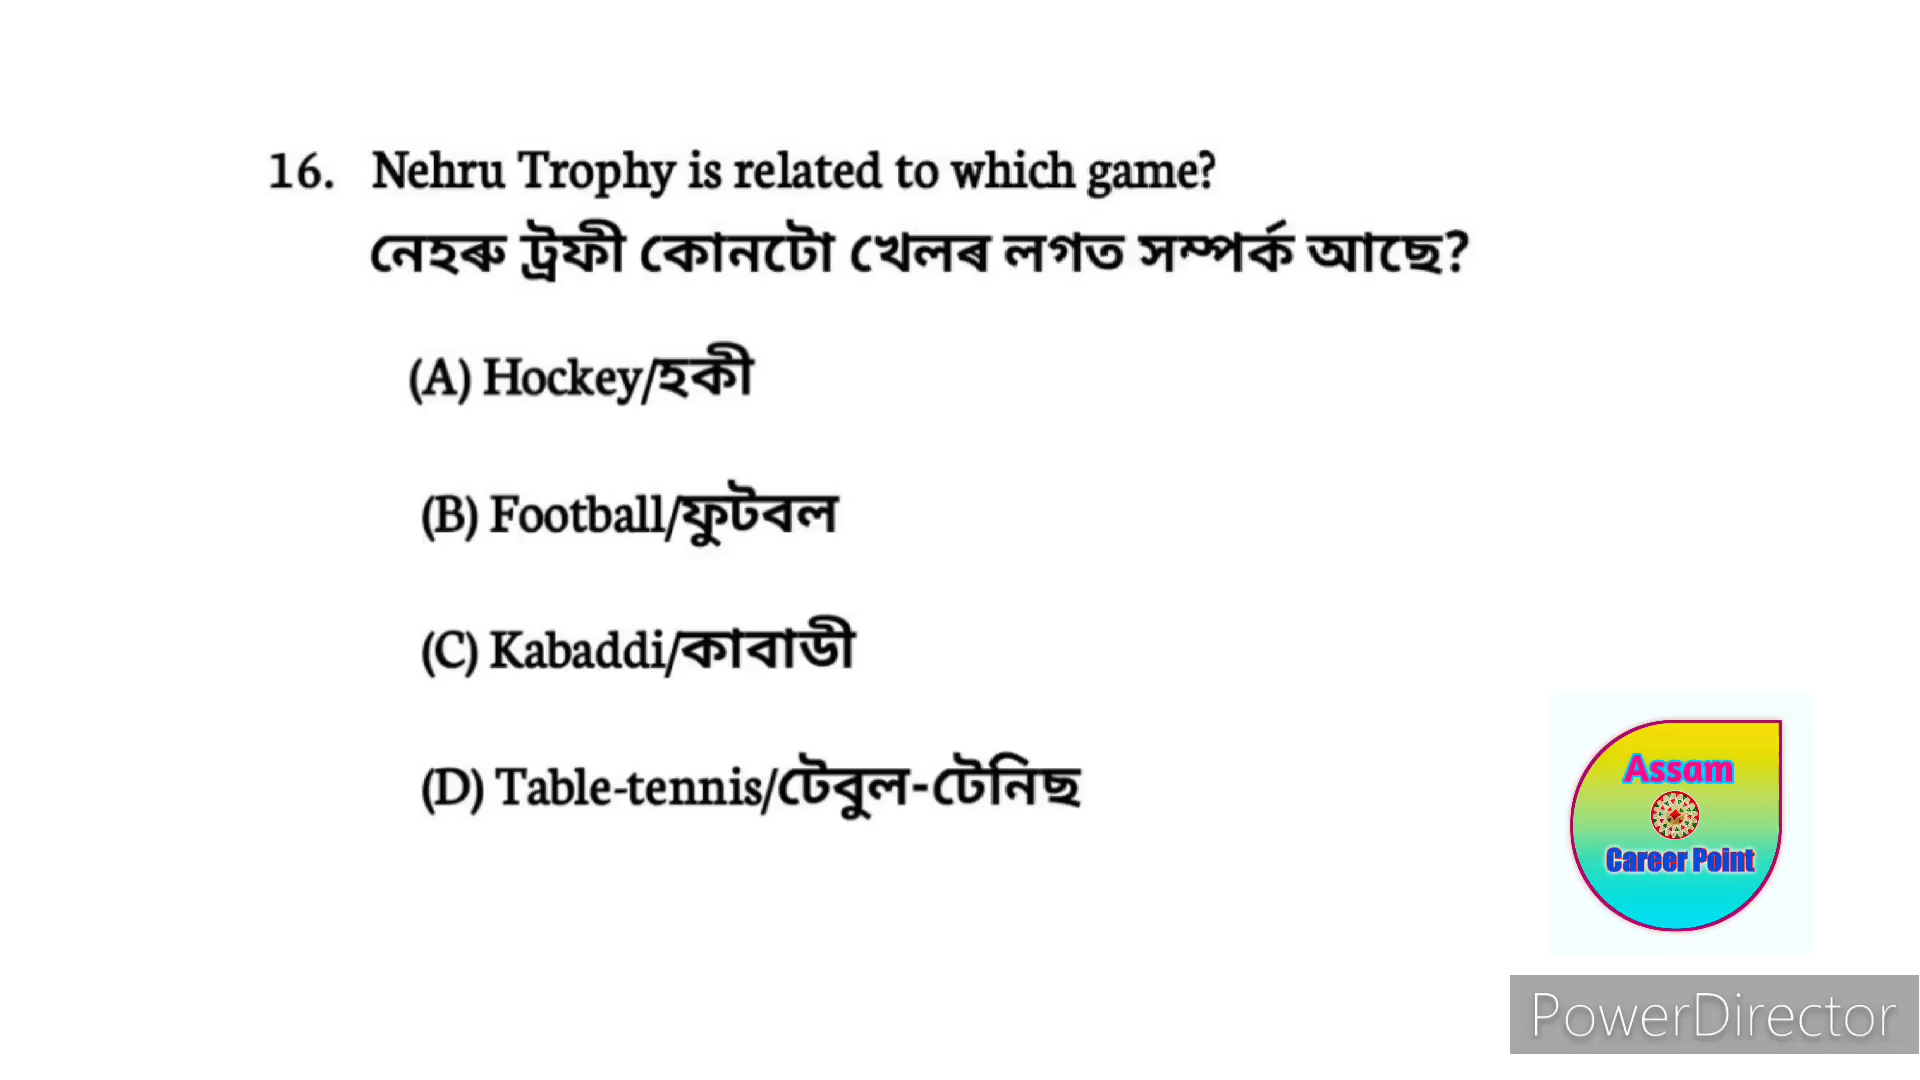 16. Nehru Trophy is related to which game?
নেহৰু ট্ৰফী কোনটো খেলৰ লগত সম্পৰ্ক আছে?
(A) Hockey/হকী
(B) Football/ফুটবল
(C) Kabaddi/কাবাডী
(D) Table-tennis/টেবুল-টেনিছ
Assam
Career Point
PowerDirector